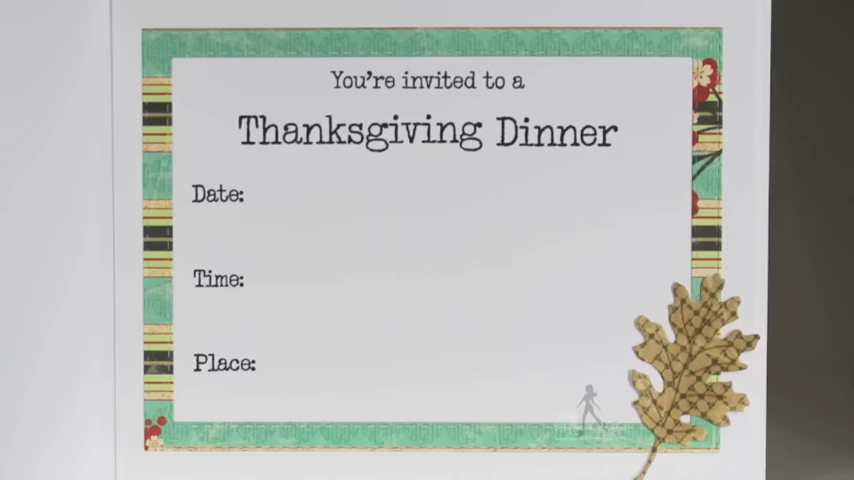 You're invited to a
Thanksgiving Dinner
Date:
Time:
Place: